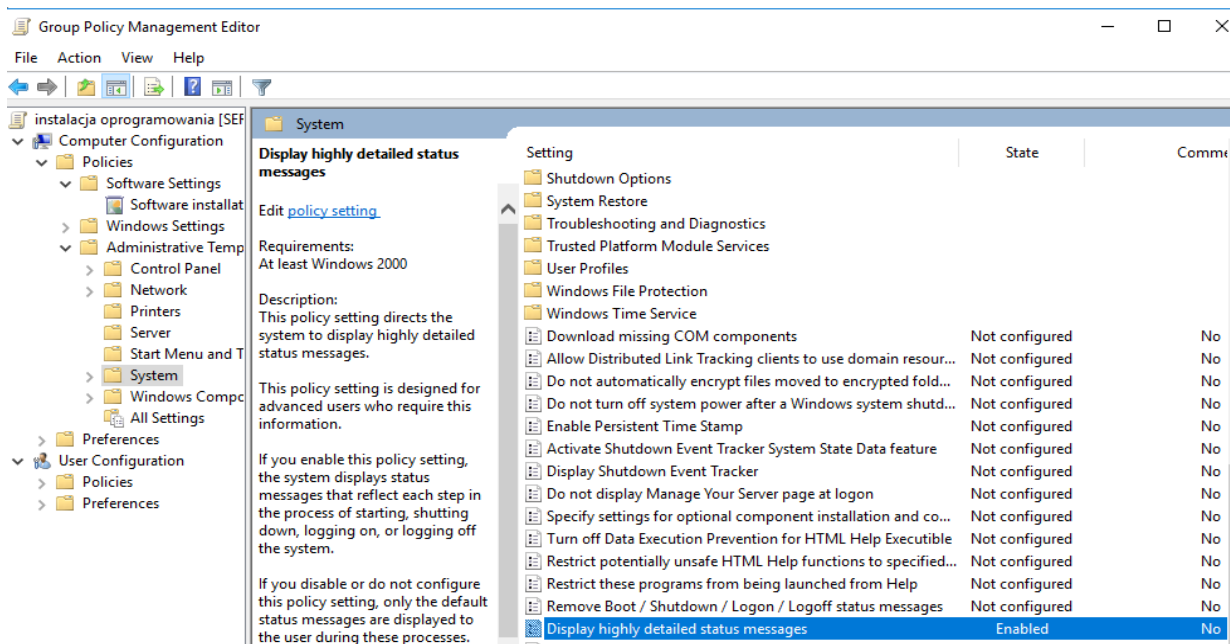 Group Policy Management Editor
File Action View Help
instalacja oprogramowania [SEF
Computer Configuration
Policies
Software Settings
Software installat
Windows Settings
Administrative Temp
Control Panel
Network
Printers
Server
Start Menu and T
System
Windows Compc
All Settings
Preferences
User Configuration
Policies
Preferences
System
Display highly detailed status
messages
Edit policy setting
Requirements:
At least Windows 2000
Description:
This policy setting directs the
system to display highly detailed
status messages.
This policy setting is designed for
advanced users who require this
information.
If you enable this policy setting,
the system displays status
messages that reflect each step in
the process of starting, shutting
down, logging on, or logging off
the system.
If you disable or do not configure
this policy setting, only the default
status messages are displayed to
the user during these processes.
Setting State Comme
Shutdown Options
System Restore
Troubleshooting and Diagnostics
Trusted Platform Module Services
User Profiles
Windows File Protection
Windows Time Service
Download missing COM components Not configured No
Allow Distributed Link Tracking clients to use domain resour... Not configured No
Do not automatically encrypt files moved to encrypted fold... Not configured No
Do not turn off system power after a Windows system shutd... Not configured No
Enable Persistent Time Stamp Not configured No
Activate Shutdown Event Tracker System State Data feature Not configured No
Display Shutdown Event Tracker Not configured No
Do not display Manage Your Server page at logon Not configured No
Specify settings for optional component installation and co... Not configured No
Turn off Data Execution Prevention for HTML Help Executible Not configured No
Restrict potentially unsafe HTML Help functions to specified... Not configured No
Restrict these programs from being launched from Help Not configured No
Remove Boot / Shutdown / Logon / Logoff status messages Not configured No
Display highly detailed status messages Enabled No